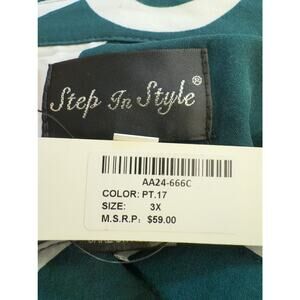 Step In Style®
AA24-666C
COLOR: PT.17
SIZE: 3X
M.S.R.P: $59.00